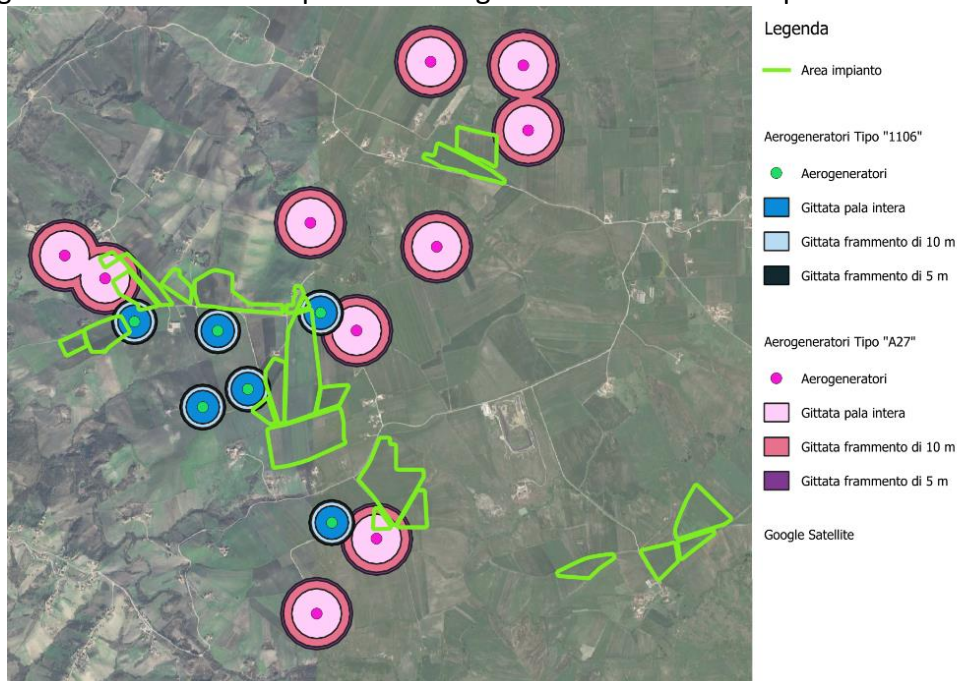 Legenda
Area impianto
Aerogeneratori Tipo "1106"
Aerogeneratori
Gittata pala intera
Gittata frammento di 10 m
Gittata frammento di 5 m
Aerogeneratori Tipo "A27"
Aerogeneratori
Gittata pala intera
Gittata frammento di 10 m
Gittata frammento di 5 m
Google Satellite